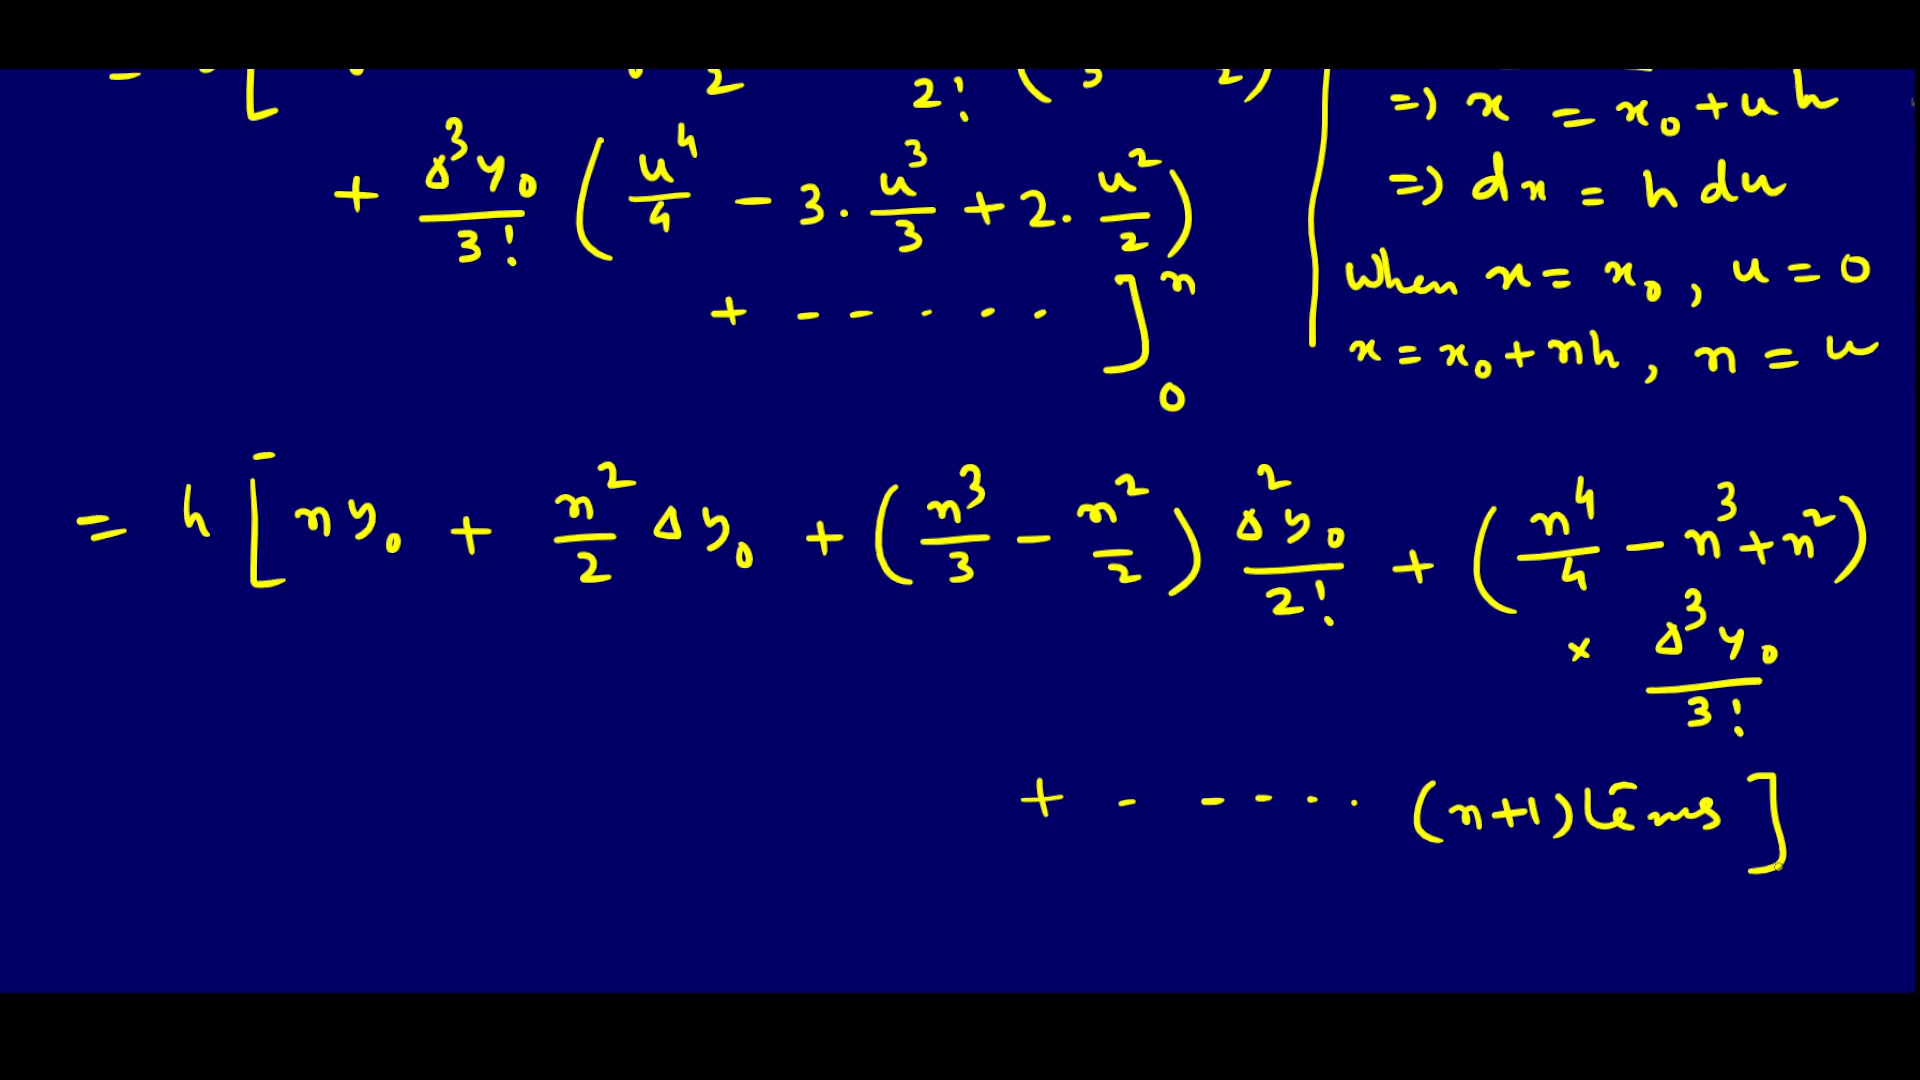 ⇒ x = x₀ + uh
+ Δ³y₀/3! (u⁴/4 − 3 · u³/3 + 2 · u²/2)
⇒ dx = h du
+ - - · · · ]ⁿ₀
When x = x₀, u = 0
x = x₀ + nh, n = u
= h [ ny₀ + n²/2 Δy₀ + (n³/3 − n²/2) Δ²y₀/2! + (n⁴/4 − n³ + n²)
× Δ³y₀/3!
+ - - - - · · (n+1) tems ]